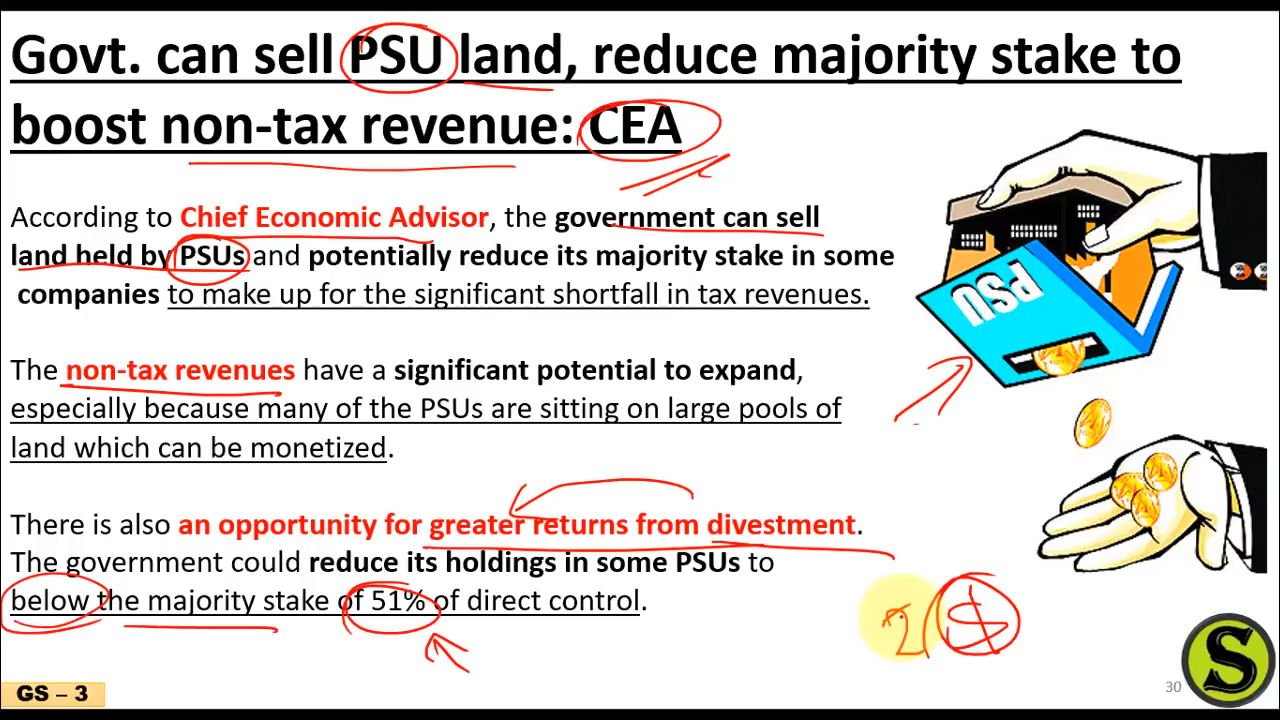 Govt. can sell PSU land, reduce majority stake to
boost non-tax revenue: CEA
According to Chief Economic Advisor, the government can sell
land held by PSUs and potentially reduce its majority stake in some
companies to make up for the significant shortfall in tax revenues.
PSU
The non-tax revenues have a significant potential to expand,
especially because many of the PSUs are sitting on large pools of
land which can be monetized.
There is also an opportunity for greater returns from divestment.
The government could reduce its holdings in some PSUs to
below the majority stake of 51% of direct control.
2 $
S
GS – 3
30